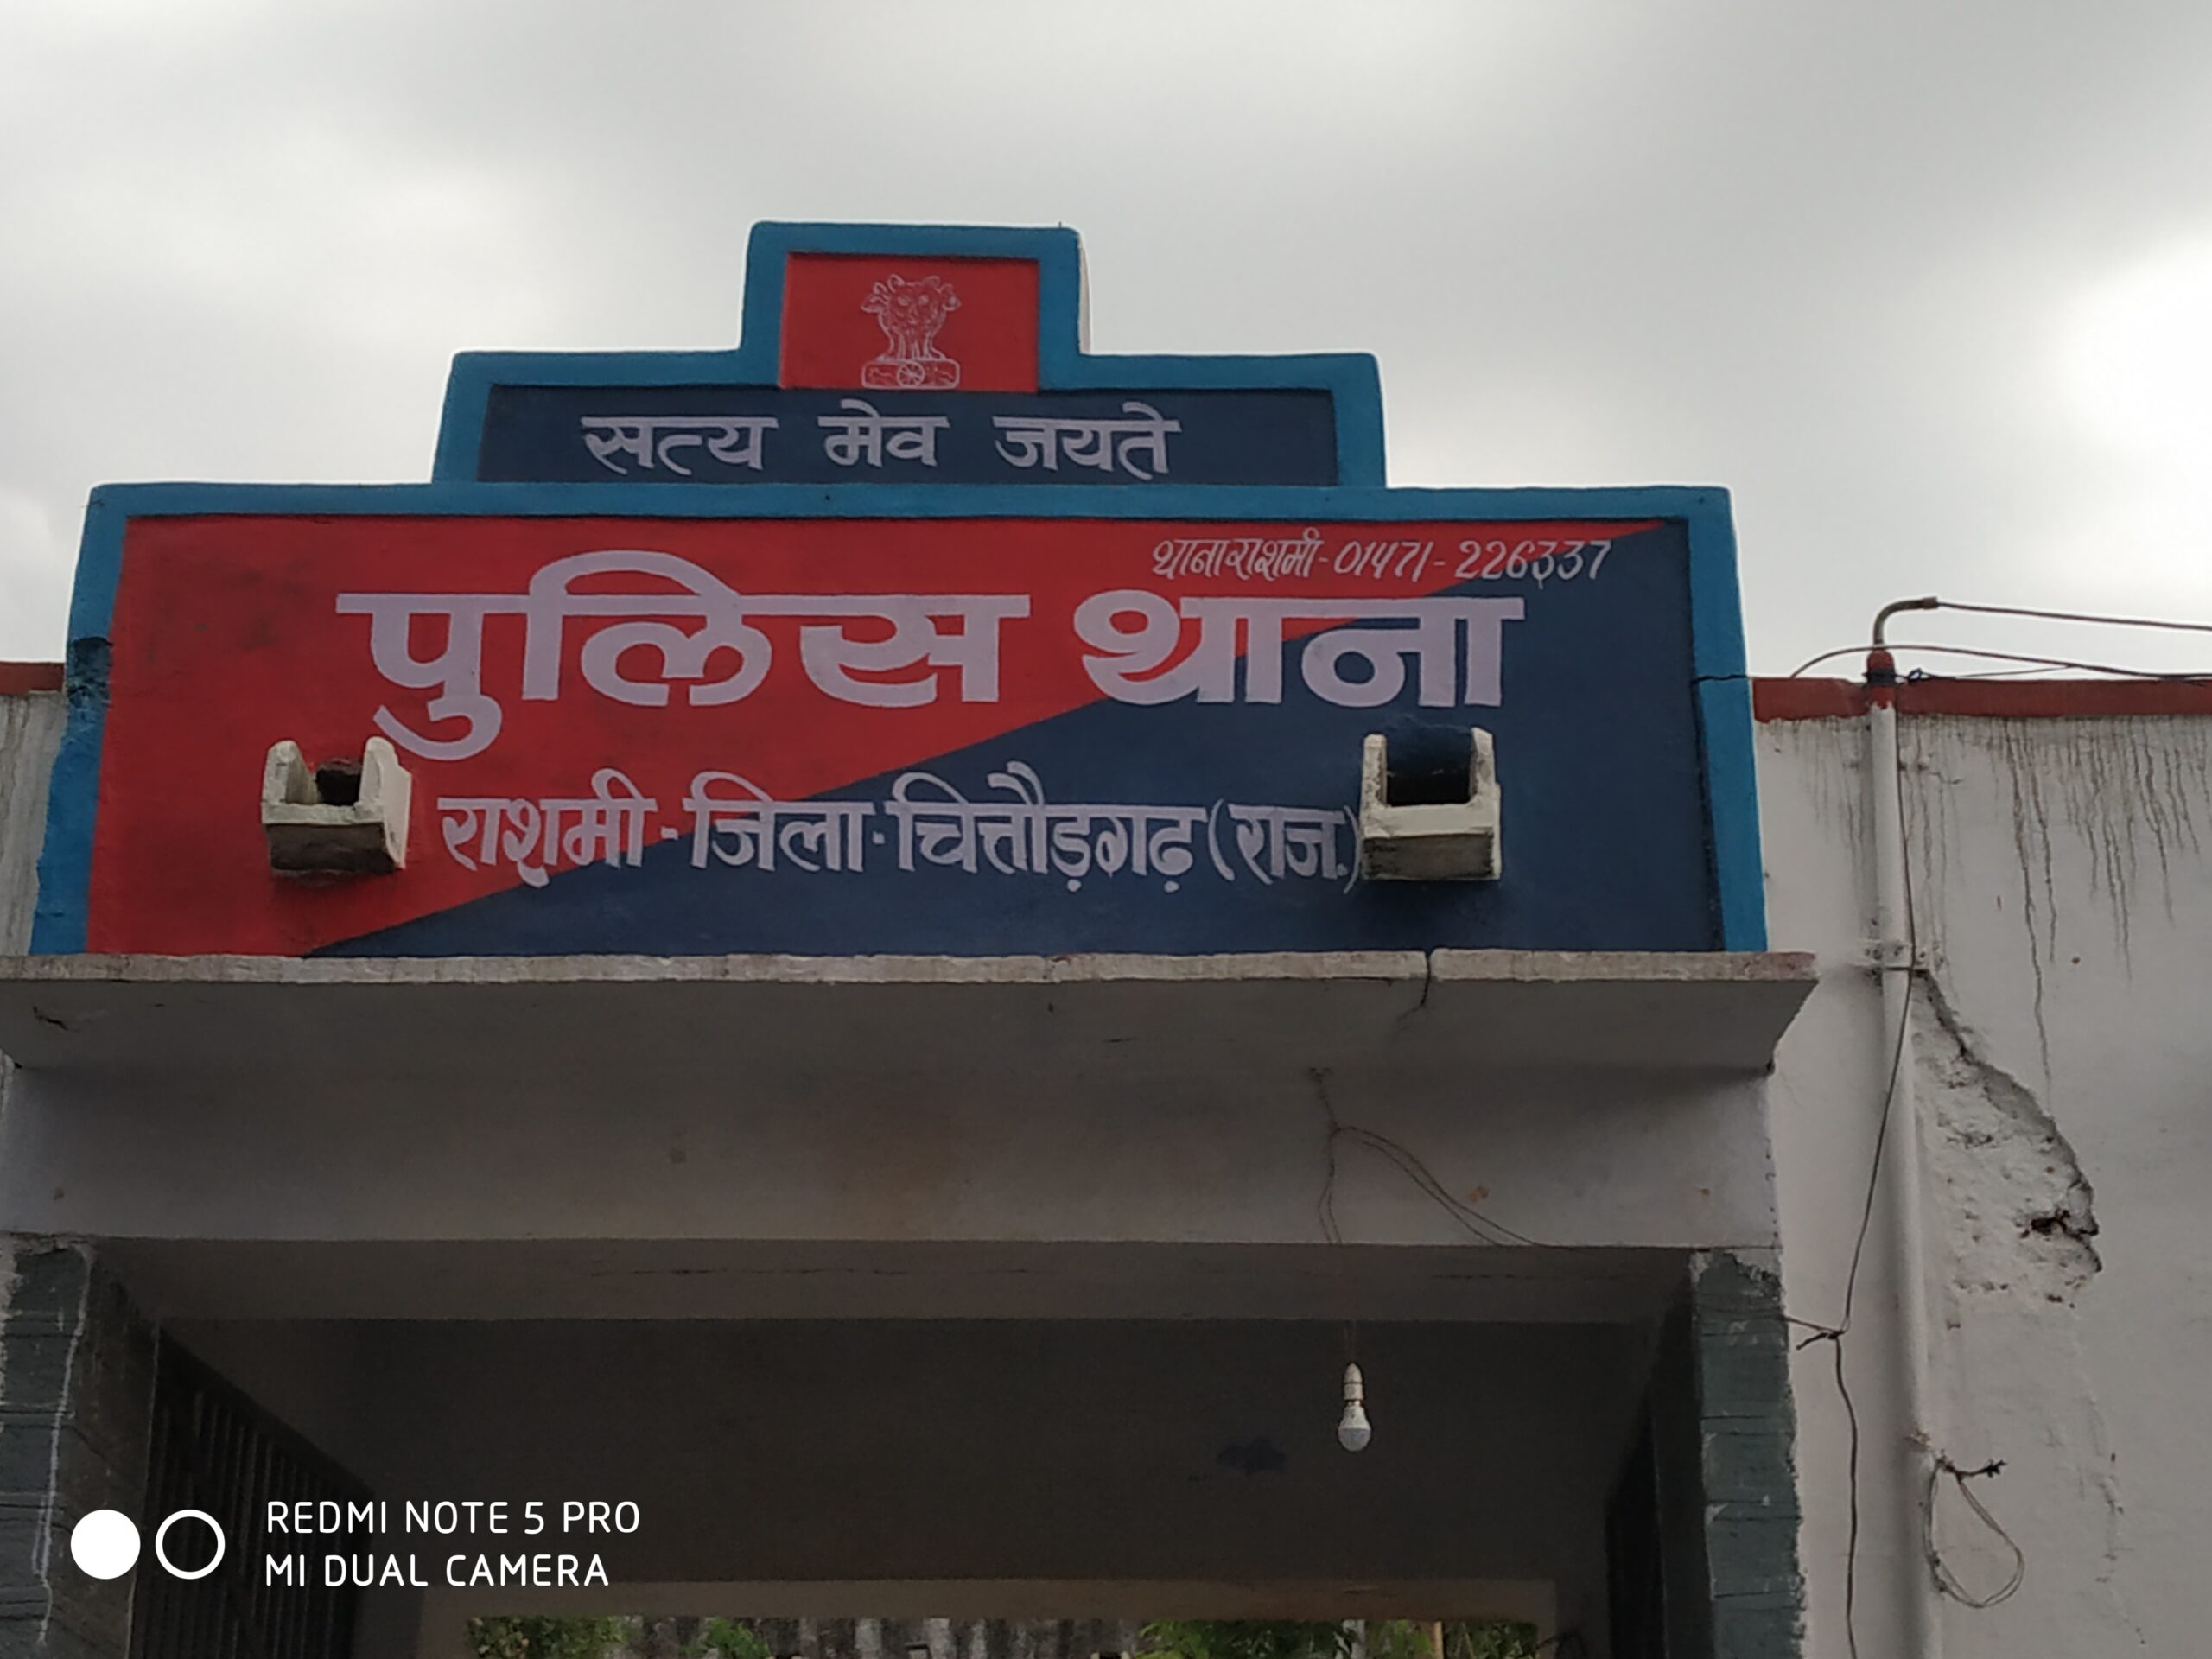 सत्य मेव जयते
थाना राशमी-01471-226337
पुलिस थाना
राशमी-जिला-चित्तौड़गढ़(राज.)
REDMI NOTE 5 PRO
MI DUAL CAMERA